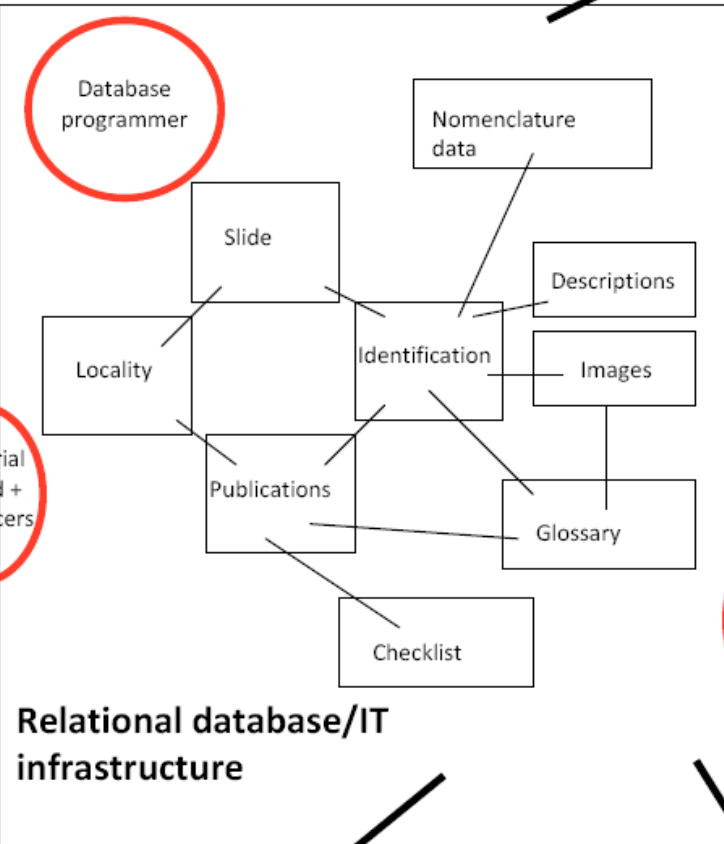 Database
programmer
Nomenclature
data
Slide
Descriptions
Identification
Locality
Images
+
Publications
Glossary
Checklist
Relational database/IT
infrastructure